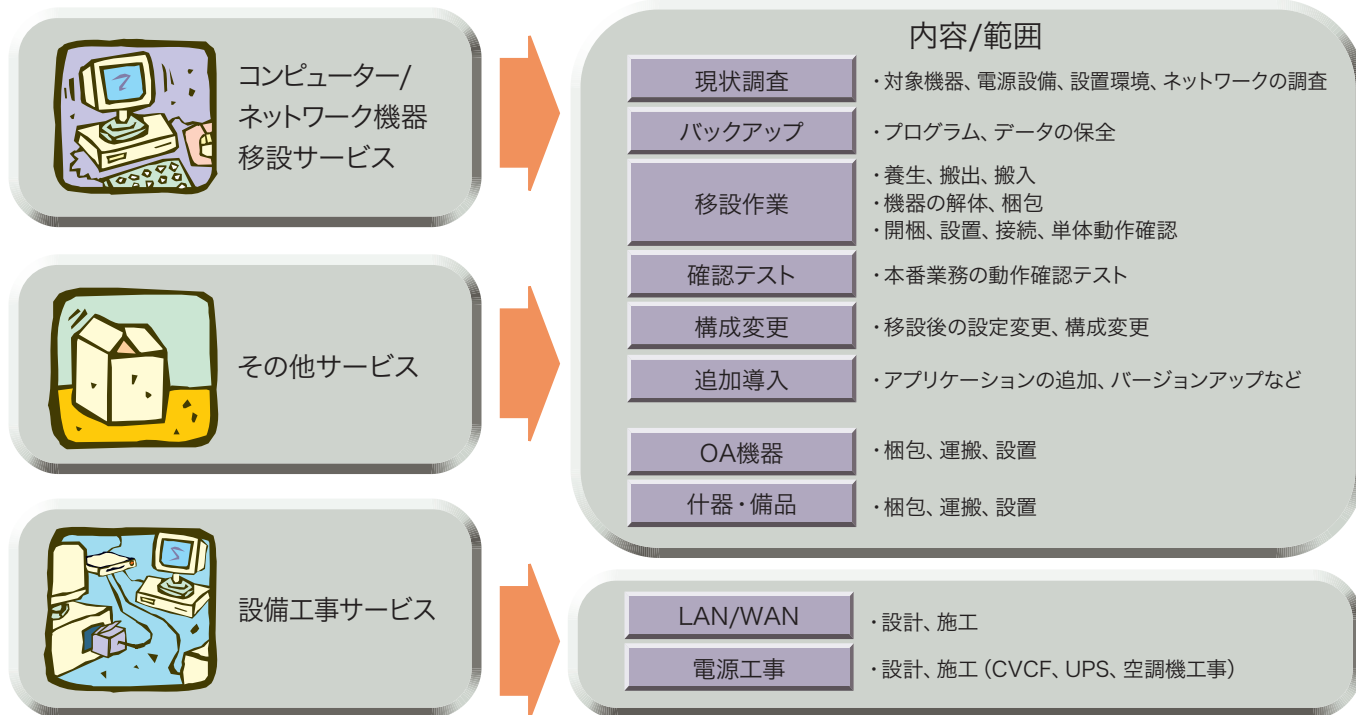 コンピューター/
ネットワーク機器
移設サービス
その他サービス
設備工事サービス
内容/範囲
現状調査
・対象機器、電源設備、設置環境、ネットワークの調査
バックアップ
・プログラム、データの保全
移設作業
・養生、搬出、搬入
・機器の解体、梱包
・開梱、設置、接続、単体動作確認
確認テスト
・本番業務の動作確認テスト
構成変更
・移設後の設定変更、構成変更
追加導入
・アプリケーションの追加、バージョンアップなど
OA機器
・梱包、運搬、設置
什器・備品
・梱包、運搬、設置
LAN/WAN
・設計、施工
電源工事
・設計、施工（CVCF、UPS、空調機工事）